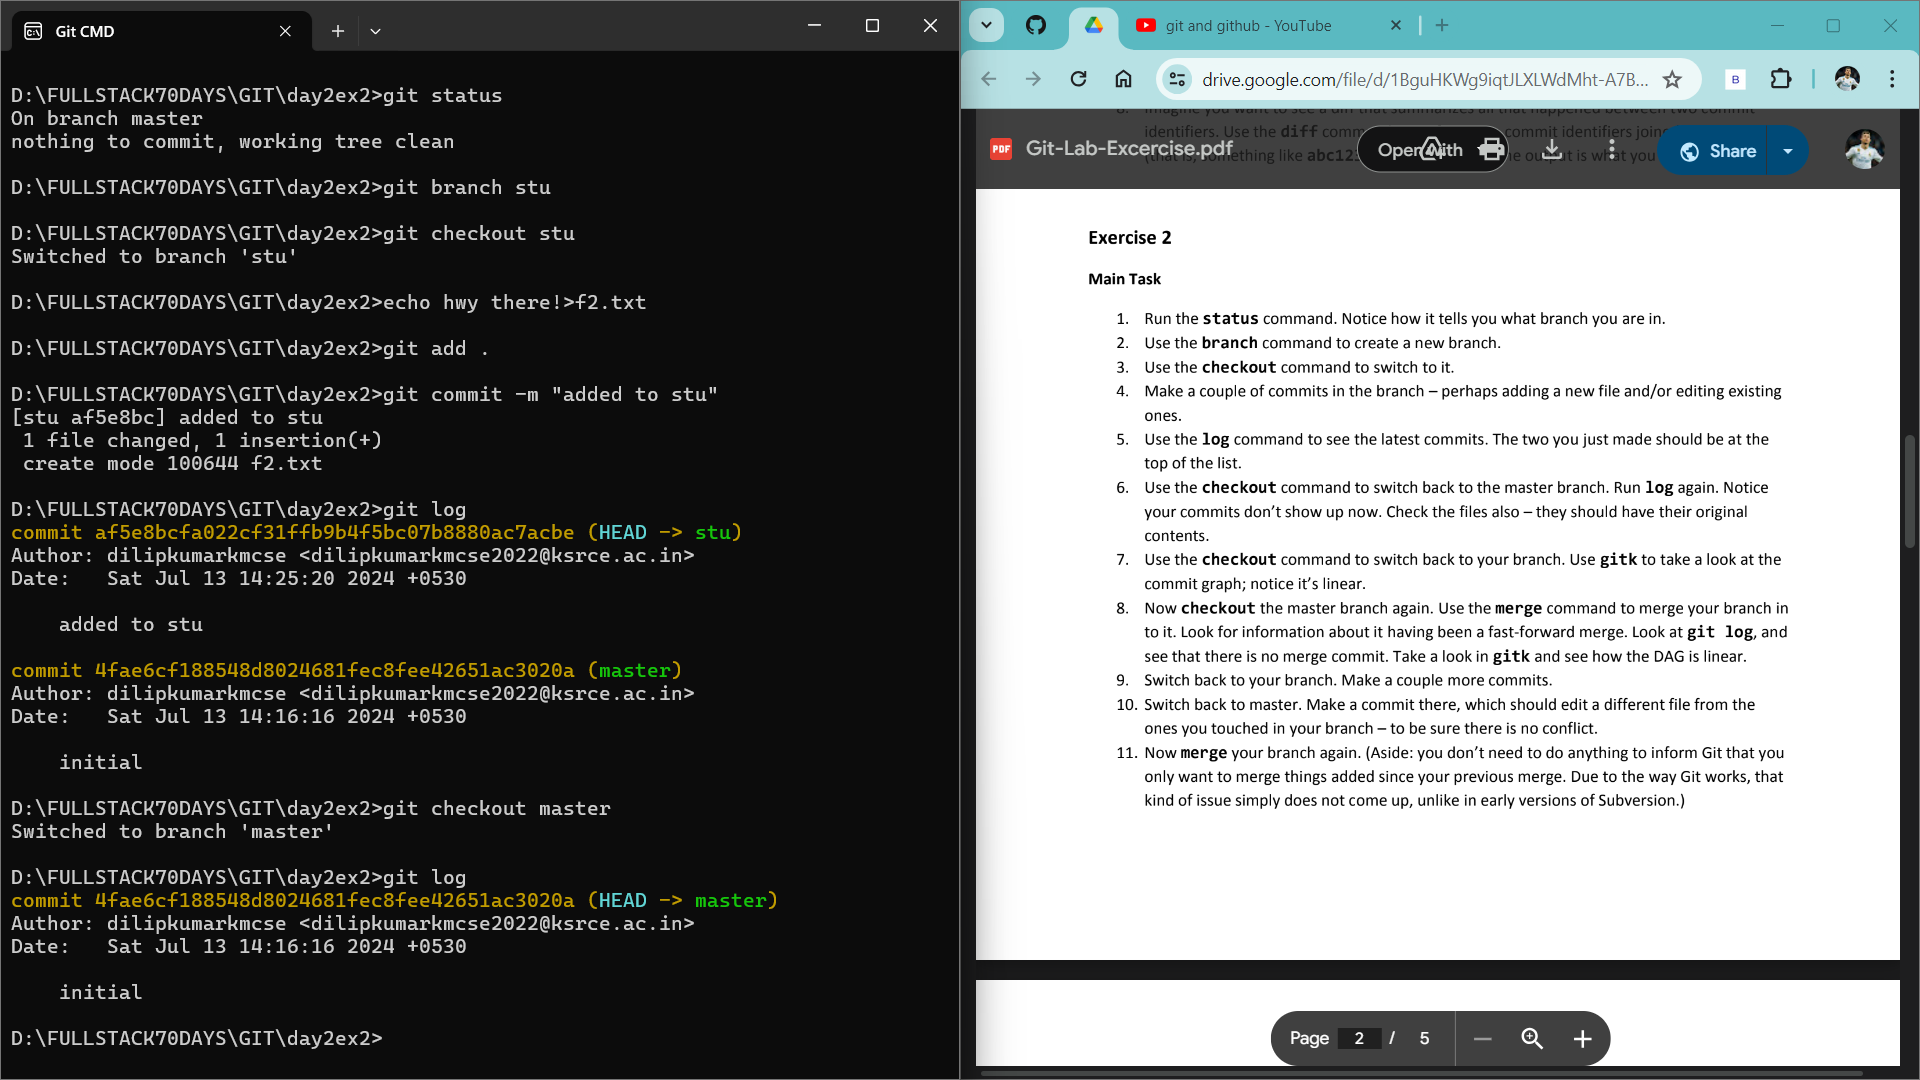 Git CMD
D:\FULLSTACK70DAYS\GIT\day2ex2>git status
On branch master
nothing to commit, working tree clean
D:\FULLSTACK70DAYS\GIT\day2ex2>git branch stu
D:\FULLSTACK70DAYS\GIT\day2ex2>git checkout stu
Switched to branch 'stu'
D:\FULLSTACK70DAYS\GIT\day2ex2>echo hwy there!>f2.txt
D:\FULLSTACK70DAYS\GIT\day2ex2>git add .
D:\FULLSTACK70DAYS\GIT\day2ex2>git commit -m "added to stu"
[stu af5e8bc] added to stu
1 file changed, 1 insertion(+)
create mode 100644 f2.txt
D:\FULLSTACK70DAYS\GIT\day2ex2>git log
commit af5e8bcfa022cf31ffb9b4f5bc07b8880ac7acbe (HEAD -> stu)
Author: dilipkumarkmcse <dilipkumarkmcse2022@ksrce.ac.in>
Date:   Sat Jul 13 14:25:20 2024 +0530
added to stu
commit 4fae6cf188548d8024681fec8fee42651ac3020a (master)
Author: dilipkumarkmcse <dilipkumarkmcse2022@ksrce.ac.in>
Date:   Sat Jul 13 14:16:16 2024 +0530
initial
D:\FULLSTACK70DAYS\GIT\day2ex2>git checkout master
Switched to branch 'master'
D:\FULLSTACK70DAYS\GIT\day2ex2>git log
commit 4fae6cf188548d8024681fec8fee42651ac3020a (HEAD -> master)
Author: dilipkumarkmcse <dilipkumarkmcse2022@ksrce.ac.in>
Date:   Sat Jul 13 14:16:16 2024 +0530
initial
D:\FULLSTACK70DAYS\GIT\day2ex2>
git and github - YouTube
drive.google.com/file/d/1BguHKWg9iqtJLXLWdMht-A7B...
B
identifiers. Use the diff comm commit identifiers join
(that is, something like abc12 e output is what you
PDF Git-Lab-Excercise.pdf
Open with
Share
Exercise 2
Main Task
1. Run the status command. Notice how it tells you what branch you are in.
2. Use the branch command to create a new branch.
3. Use the checkout command to switch to it.
4. Make a couple of commits in the branch – perhaps adding a new file and/or editing existing
ones.
5. Use the log command to see the latest commits. The two you just made should be at the
top of the list.
6. Use the checkout command to switch back to the master branch. Run log again. Notice
your commits don’t show up now. Check the files also – they should have their original
contents.
7. Use the checkout command to switch back to your branch. Use gitk to take a look at the
commit graph; notice it’s linear.
8. Now checkout the master branch again. Use the merge command to merge your branch in
to it. Look for information about it having been a fast-forward merge. Look at git log, and
see that there is no merge commit. Take a look in gitk and see how the DAG is linear.
9. Switch back to your branch. Make a couple more commits.
10. Switch back to master. Make a commit there, which should edit a different file from the
ones you touched in your branch – to be sure there is no conflict.
11. Now merge your branch again. (Aside: you don’t need to do anything to inform Git that you
only want to merge things added since your previous merge. Due to the way Git works, that
kind of issue simply does not come up, unlike in early versions of Subversion.)
Page 2 / 5